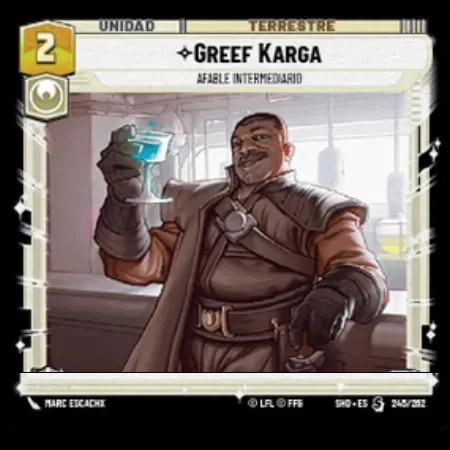 UNIDAD TERRESTRE
2
GREEF KARGA
AFABLE INTERMEDIARIO
MARC ESCACHX © LFL © FFG SHD • ES 245/262